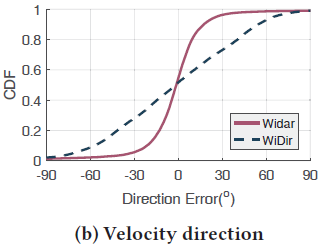 1
0.8
0.6
0.4
0.2
0
CDF
-90 -60 -30 0 30 60 90
Widar
WiDir
Direction Error(°)
(b) Velocity direction